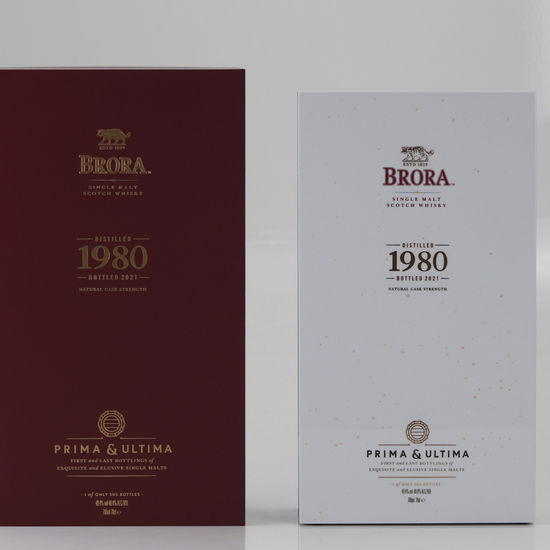 ESTD 1819
BRORA™
SINGLE MALT
SCOTCH WHISKY
DISTILLED
1980
BOTTLED 2021
NATURAL CASK STRENGTH
PRIMA & ULTIMA
FIRST and LAST BOTTLINGS of
EXQUISITE and ELUSIVE SINGLE MALTS
ESTD 1819
BRORA™
SINGLE MALT
SCOTCH WHISKY
DISTILLED
1980
BOTTLED 2021
NATURAL CASK STRENGTH
PRIMA & ULTIMA
FIRST and LAST BOTTLINGS of
EXQUISITE and ELUSIVE SINGLE MALTS